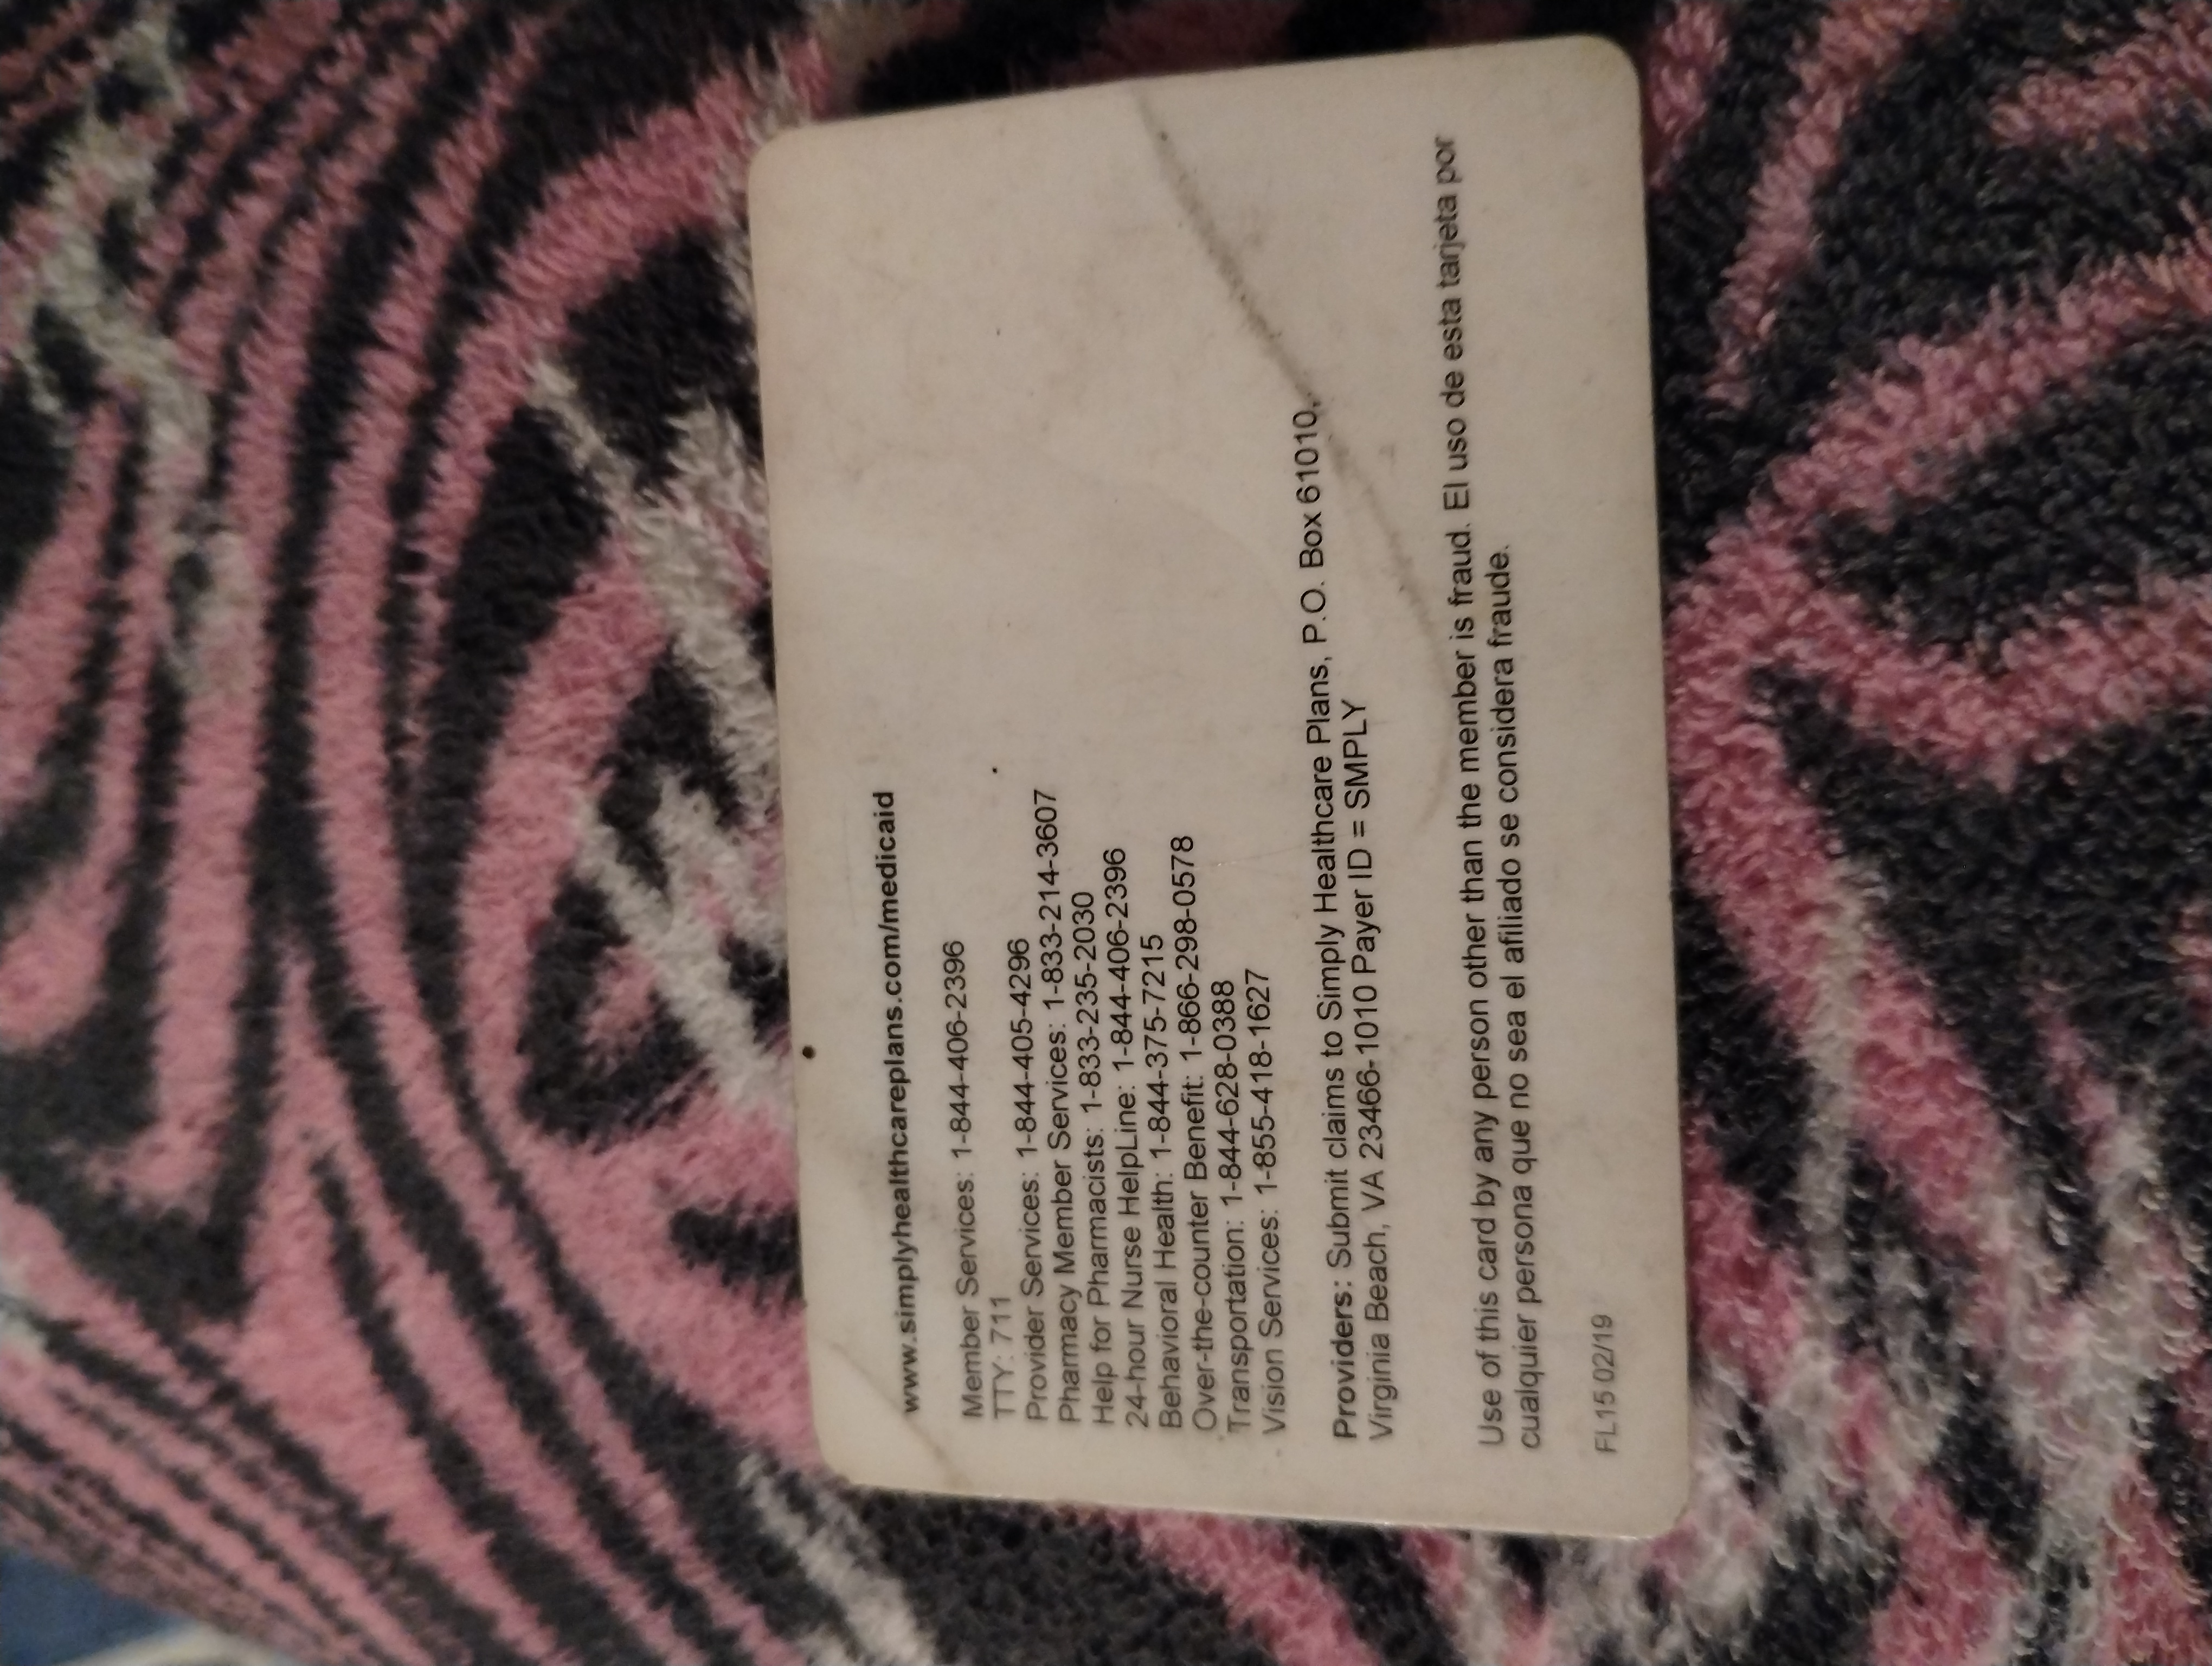 www.simplyhealthcareplans.com/medicaid
Member Services: 1-844-406-2396
TTY: 711
Provider Services: 1-844-405-4296
Pharmacy Member Services: 1-833-214-3607
Help for Pharmacists: 1-833-235-2030
24-hour Nurse HelpLine: 1-844-406-2396
Behavioral Health: 1-844-375-7215
Over-the-counter Benefit: 1-866-298-0578
Transportation: 1-844-628-0388
Vision Services: 1-855-418-1627
Providers: Submit claims to Simply Healthcare Plans, P.O. Box 61010,
Virginia Beach, VA 23466-1010 Payer ID = SMPLY
Use of this card by any person other than the member is fraud. El uso de esta tarjeta por
cualquier persona que no sea el afiliado se considera fraude.
FL15 02/19